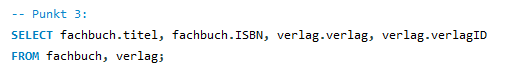 -- Punkt 3:
SELECT fachbuch.titel, fachbuch.ISBN, verlag.verlag, verlag.verlagID
FROM fachbuch, verlag;